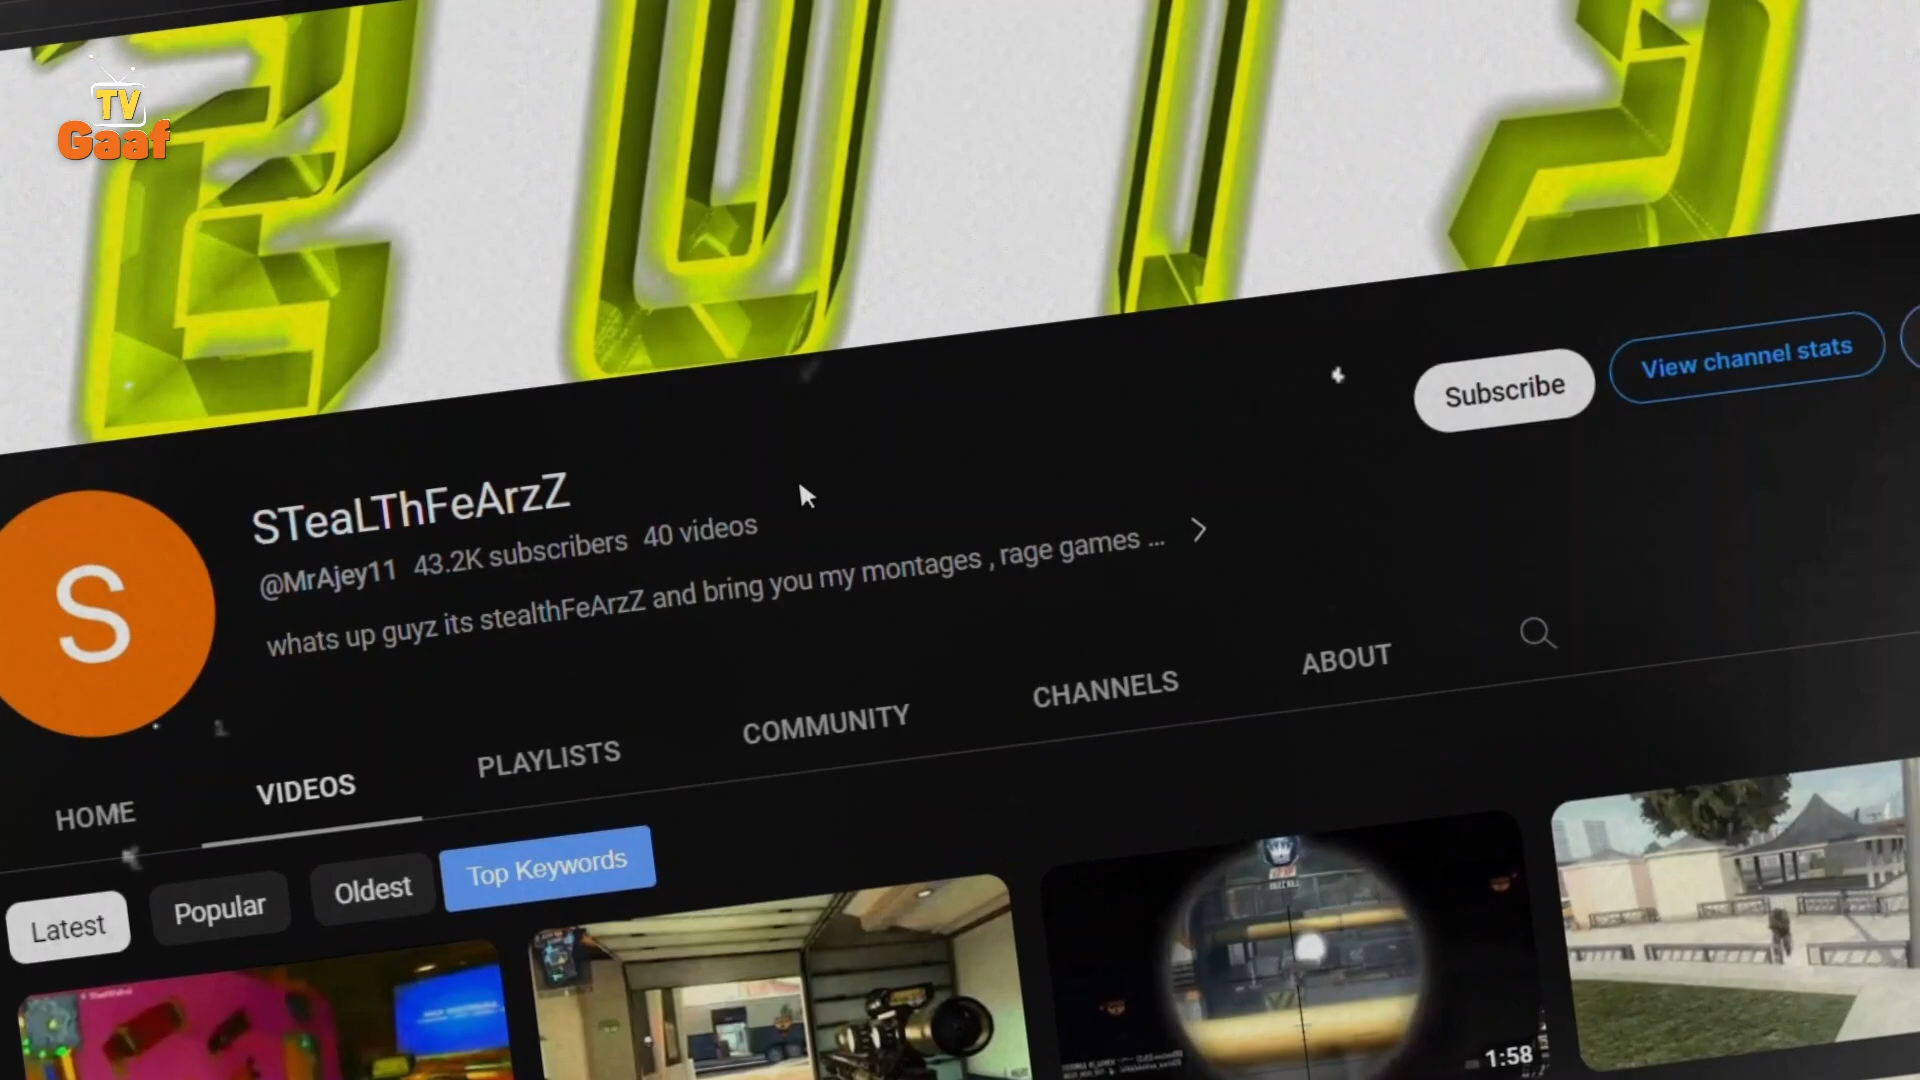 2013
TV
Gaaf
Subscribe
View channel stats
STeaLThFeArzZ
@MrAjey11 43.2K subscribers 40 videos
whats up guyz its stealthFeArzZ and bring you my montages , rage games ...
S
HOME
VIDEOS
PLAYLISTS
COMMUNITY
CHANNELS
ABOUT
Latest
Popular
Oldest
Top Keywords
1:58